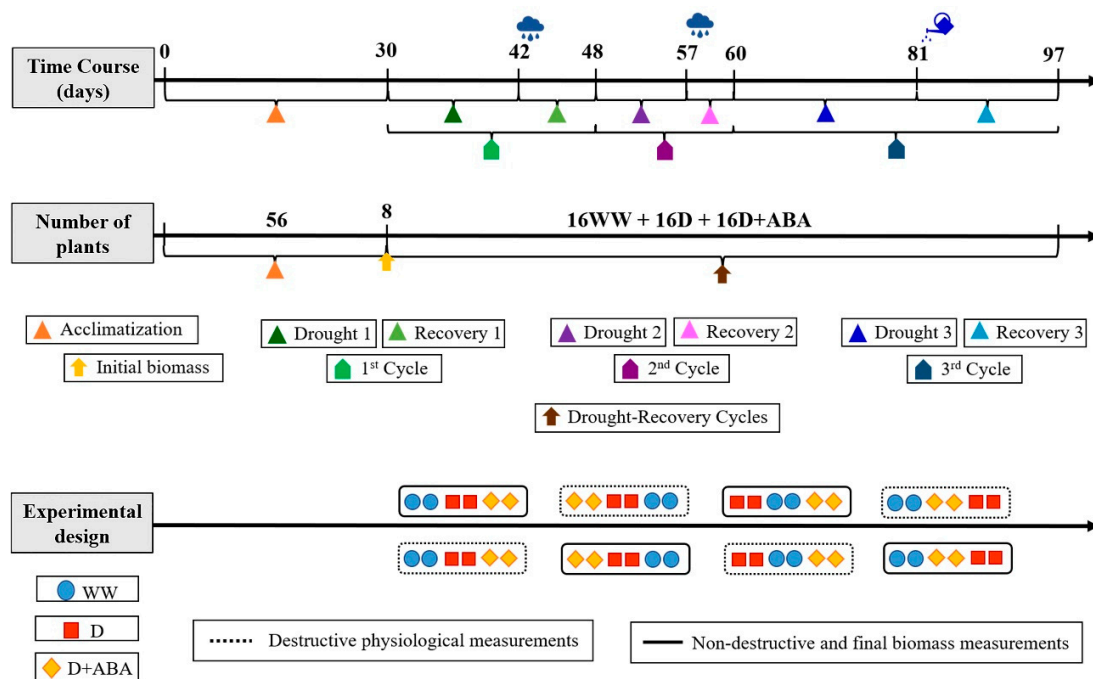 0 30 42 48 57 60 81 97
Time Course
(days)
Number of
plants
56 8 16WW + 16D + 16D+ABA
Acclimatization
Drought 1
Recovery 1
Drought 2
Recovery 2
Drought 3
Recovery 3
Initial biomass
1st Cycle
2nd Cycle
3rd Cycle
Drought-Recovery Cycles
Experimental
design
WW
D
D+ABA
Destructive physiological measurements
Non-destructive and final biomass measurements